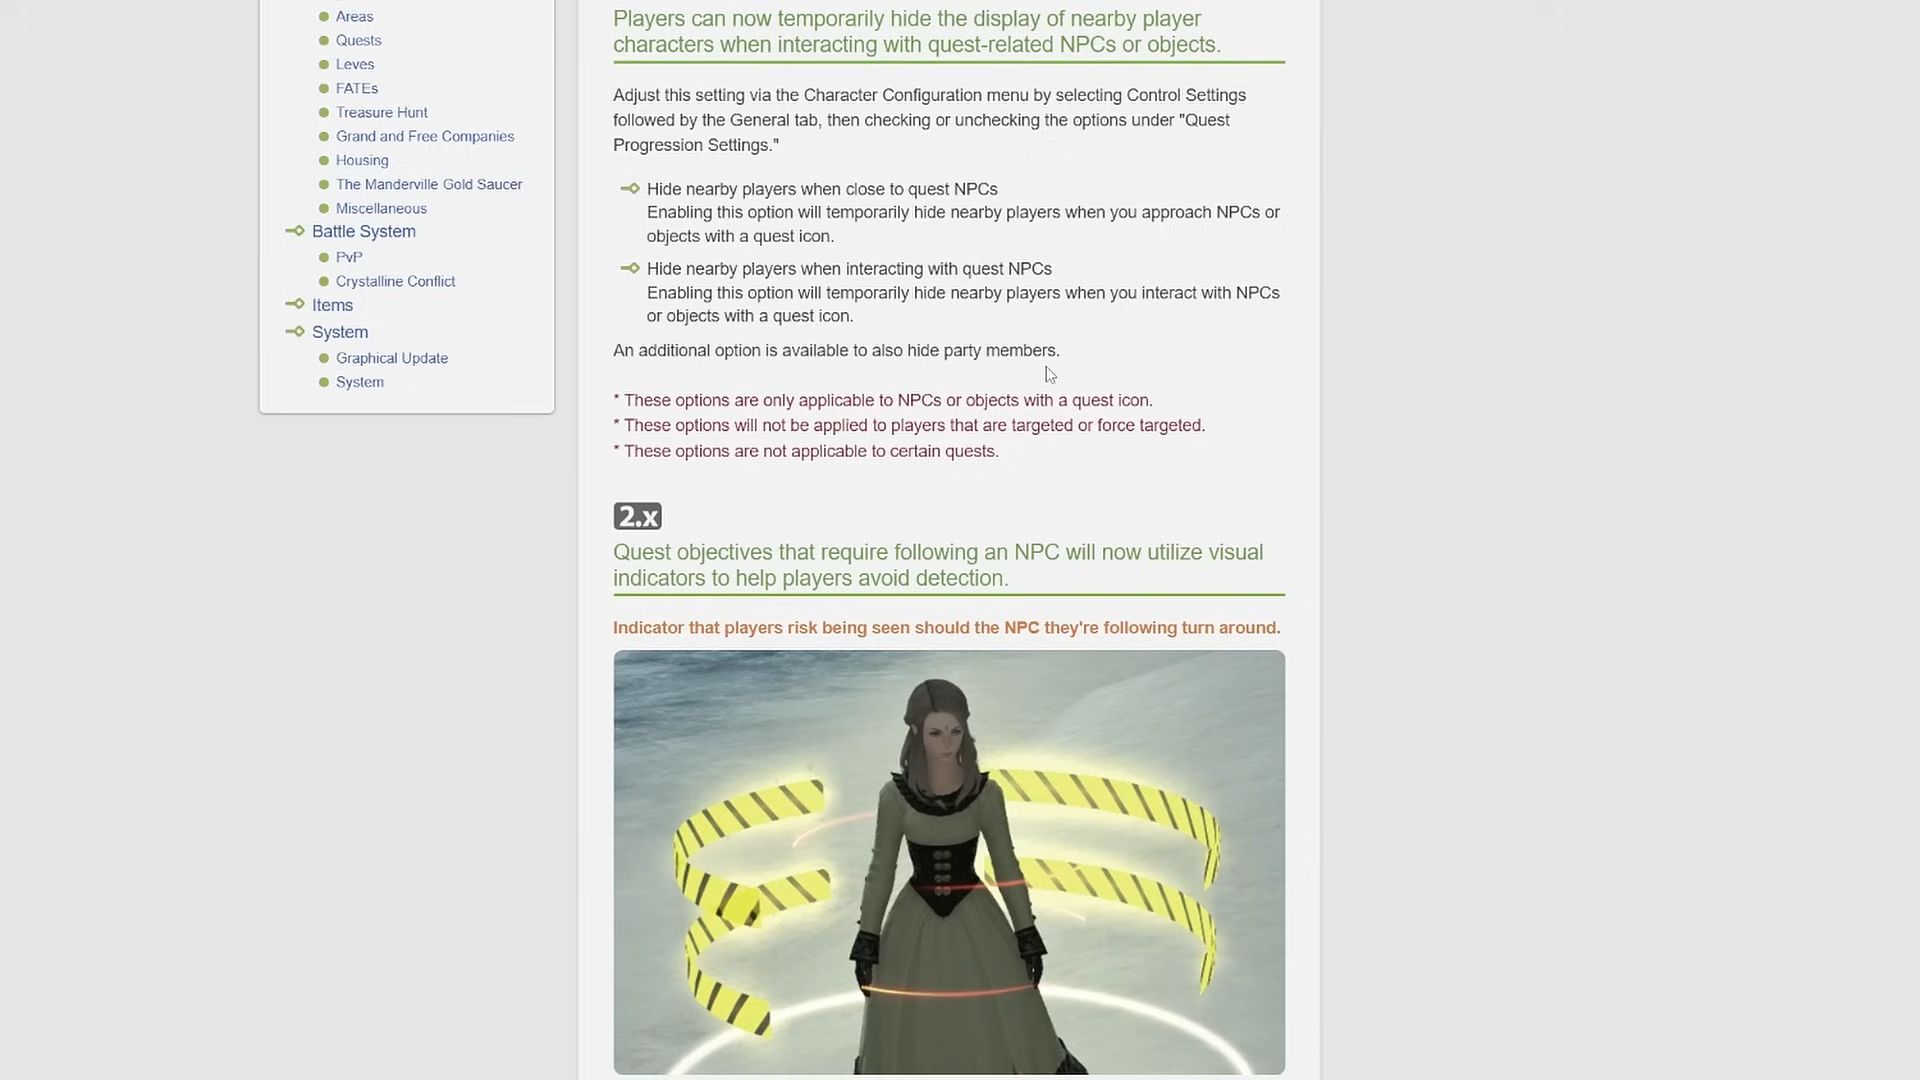 Areas
Quests
Leves
FATEs
Treasure Hunt
Grand and Free Companies
Housing
The Manderville Gold Saucer
Miscellaneous
Battle System
PvP
Crystalline Conflict
Items
System
Graphical Update
System
Players can now temporarily hide the display of nearby player
characters when interacting with quest-related NPCs or objects.
Adjust this setting via the Character Configuration menu by selecting Control Settings
followed by the General tab, then checking or unchecking the options under "Quest
Progression Settings."
Hide nearby players when close to quest NPCs
Enabling this option will temporarily hide nearby players when you approach NPCs or
objects with a quest icon.
Hide nearby players when interacting with quest NPCs
Enabling this option will temporarily hide nearby players when you interact with NPCs
or objects with a quest icon.
An additional option is available to also hide party members.
* These options are only applicable to NPCs or objects with a quest icon.
* These options will not be applied to players that are targeted or force targeted.
* These options are not applicable to certain quests.
2.x
Quest objectives that require following an NPC will now utilize visual
indicators to help players avoid detection.
Indicator that players risk being seen should the NPC they're following turn around.